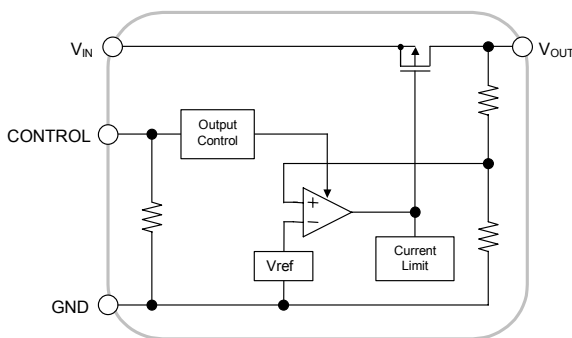 VIN
VOUT
CONTROL
Output
Control
+
−
Vref
Current
Limit
GND